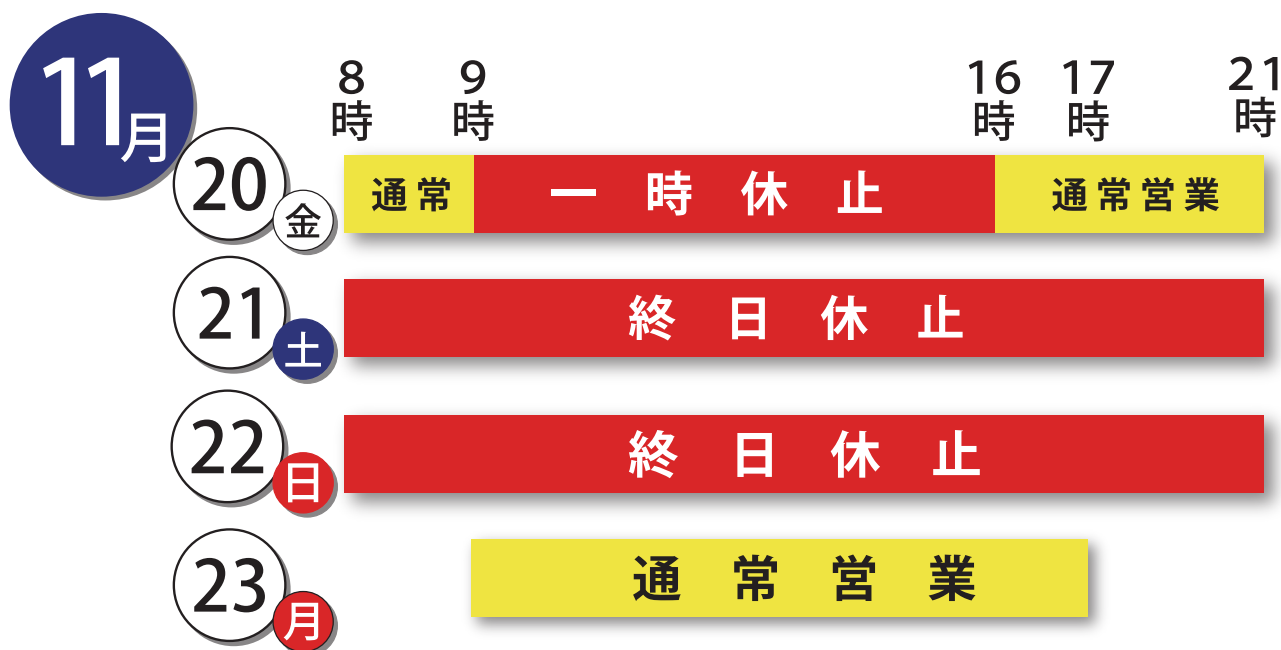 11月
8時 9時 16時 17時 21時
20 金 通常 一時休止 通常営業
21 土 終日休止
22 日 終日休止
23 月 通常営業